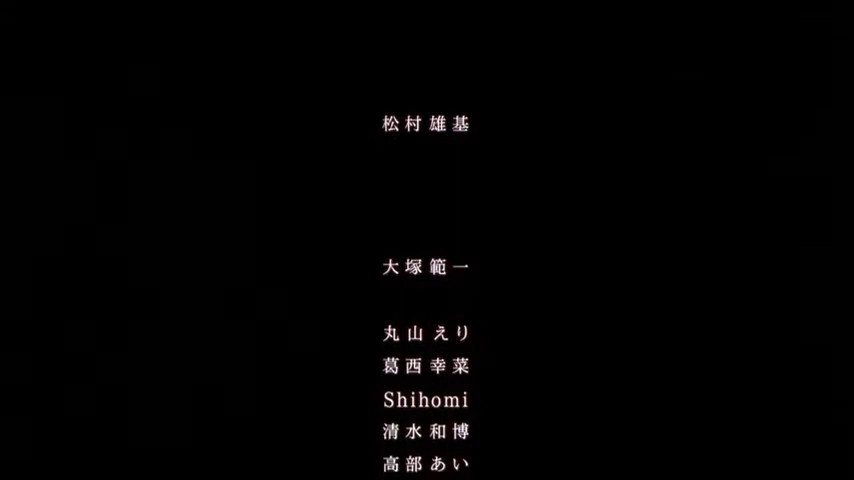 松村雄基
大塚範一
丸山えり
葛西幸菜
Shihomi
清水和博
高部あい